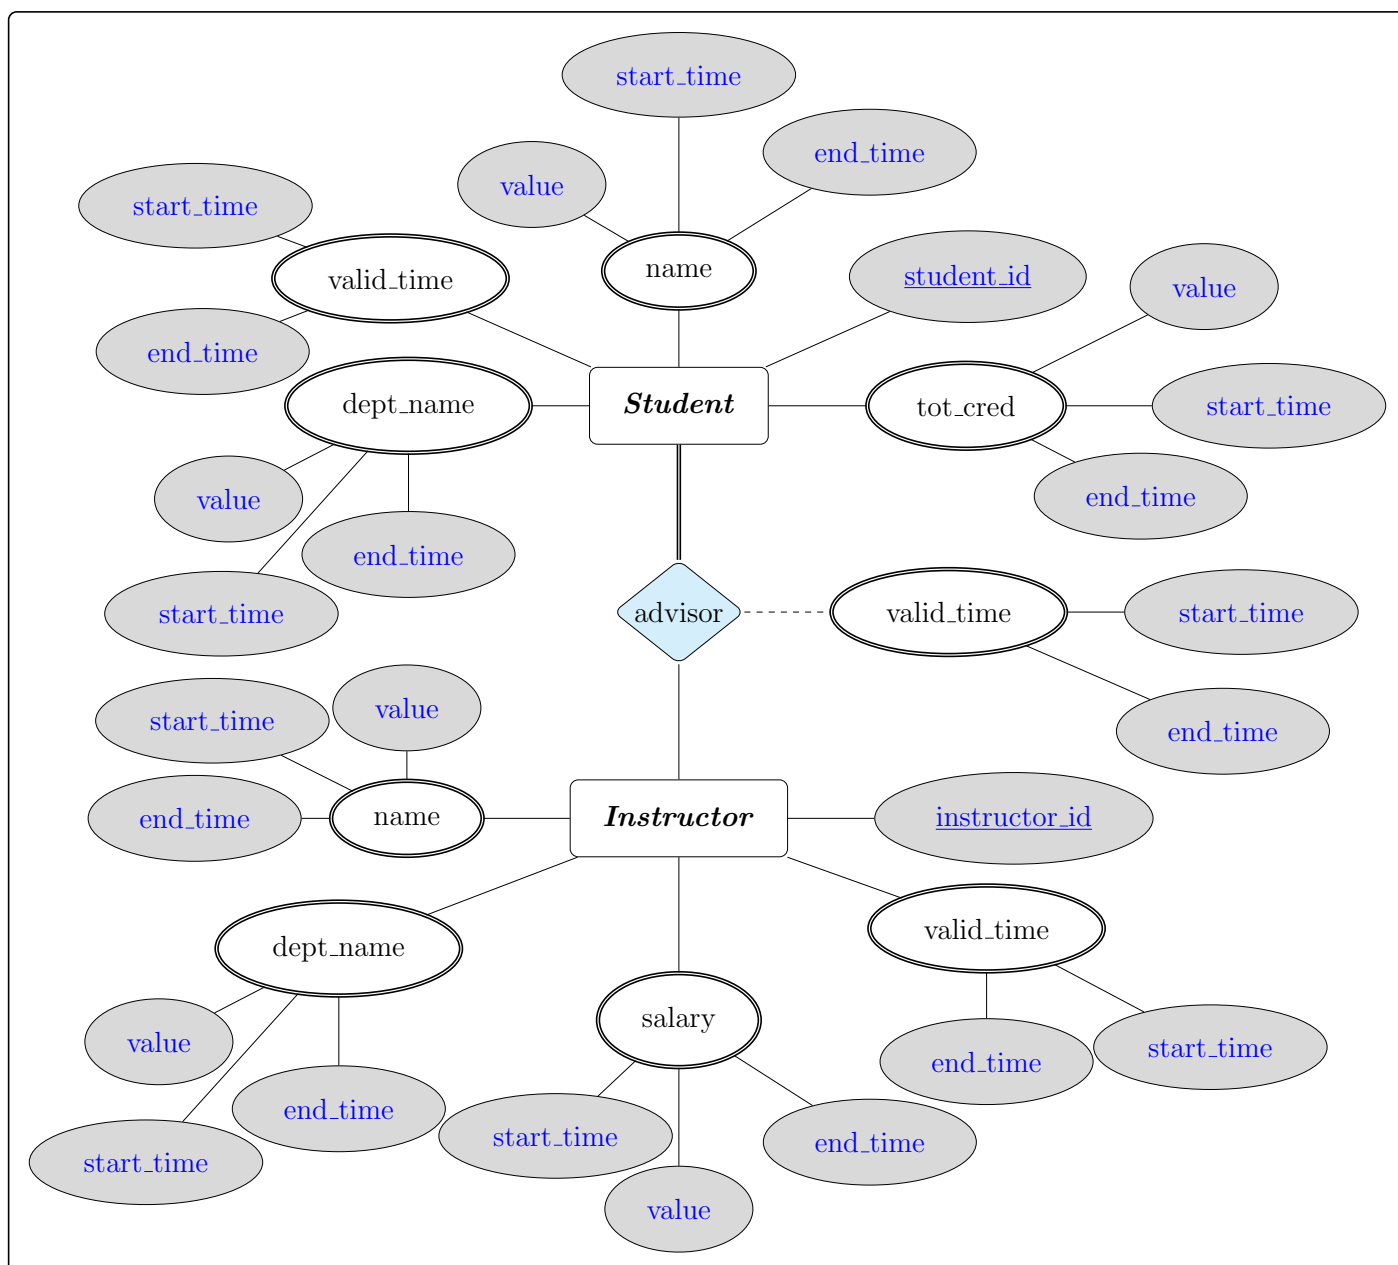 start_time
end_time
value
start_time
name
student_id
valid_time
value
end_time
dept_name
Student
tot_cred
start_time
value
end_time
end_time
start_time
advisor
valid_time
start_time
start_time
value
end_time
end_time
name
Instructor
instructor_id
dept_name
valid_time
value
salary
end_time
start_time
end_time
start_time
end_time
start_time
value